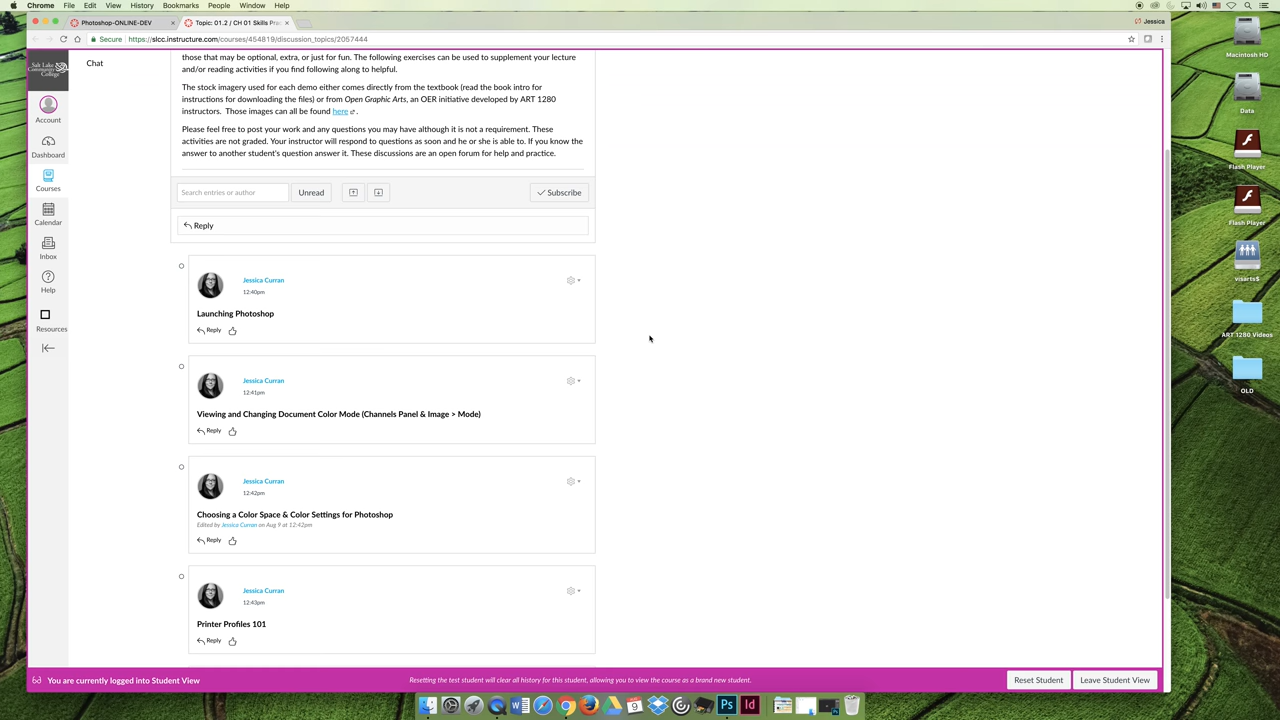 Chrome File Edit View History Bookmarks People Window Help
Photoshop-ONLINE-DEV × Topic: 01.2 / CH 01 Skills Pra ×
Jessica
Secure https://slcc.instructure.com/courses/454819/discussion_topics/2057444
Salt Lake
Community
College
Account
Dashboard
Courses
Calendar
Inbox
Help
Resources
Chat
those that may be optional, extra, or just for fun. The following exercises can be used to supplement your lecture
and/or reading activities if you find following along to helpful.
The stock imagery used for each demo either comes directly from the textbook (read the book intro for
instructions for downloading the files) or from Open Graphic Arts, an OER initiative developed by ART 1280
instructors. Those images can all be found here .
Please feel free to post your work and any questions you may have although it is not a requirement. These
activities are not graded. Your instructor will respond to questions as soon and he or she is able to. If you know the
answer to another student's question answer it. These discussions are an open forum for help and practice.
Search entries or author Unread Subscribe
Reply
Jessica Curran
12:40pm
Launching Photoshop
Reply
Jessica Curran
12:41pm
Viewing and Changing Document Color Mode (Channels Panel & Image > Mode)
Reply
Jessica Curran
12:42pm
Choosing a Color Space & Color Settings for Photoshop
Edited by Jessica Curran on Aug 9 at 12:42pm
Reply
Jessica Curran
12:43pm
Printer Profiles 101
Reply
You are currently logged into Student View
Resetting the test student will clear all history for this student, allowing you to view the course as a brand new student.
Reset Student Leave Student View
Macintosh HD
Data
Flash Player
Flash Player
visarts$
ART 1280 Videos
OLD
9
Ps
Id